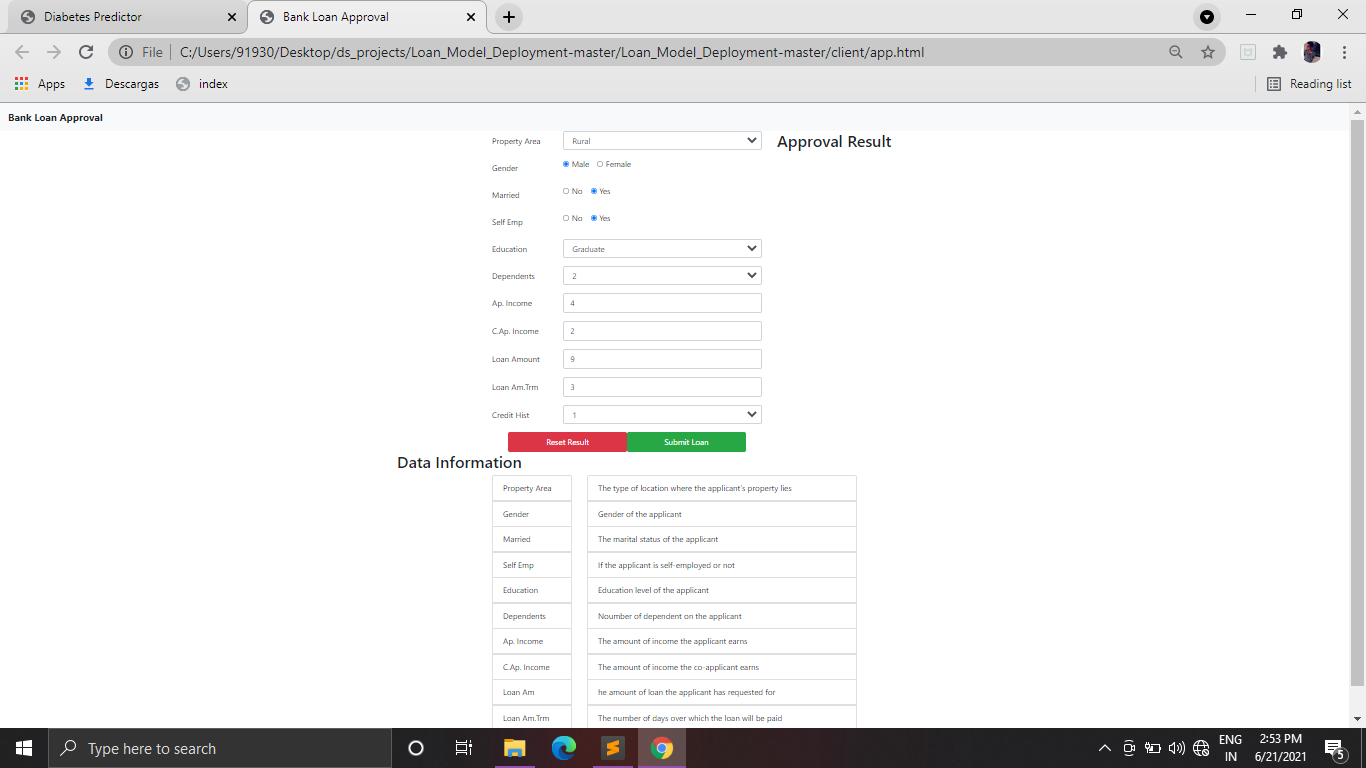 Diabetes Predictor
Bank Loan Approval
File C:/Users/91930/Desktop/ds_projects/Loan_Model_Deployment-master/Loan_Model_Deployment-master/client/app.html
Apps Descargas index Reading list
Bank Loan Approval
Property Area Rural Approval Result
Gender Male Female
Married No Yes
Self Emp No Yes
Education Graduate
Dependents 2
Ap. Income 4
C.Ap. Income 2
Loan Amount 9
Loan Am.Trm 3
Credit Hist 1
Reset Result Submit Loan
Data Information
Property Area The type of location where the applicant's property lies
Gender Gender of the applicant
Married The marital status of the applicant
Self Emp If the applicant is self-employed or not
Education Education level of the applicant
Dependents Noumber of dependent on the applicant
Ap. Income The amount of income the applicant earns
C.Ap. Income The amount of income the co-applicant earns
Loan Am he amount of loan the applicant has requested for
Loan Am.Trm The number of days over which the loan will be paid
Type here to search
ENG
IN
2:53 PM
6/21/2021
5